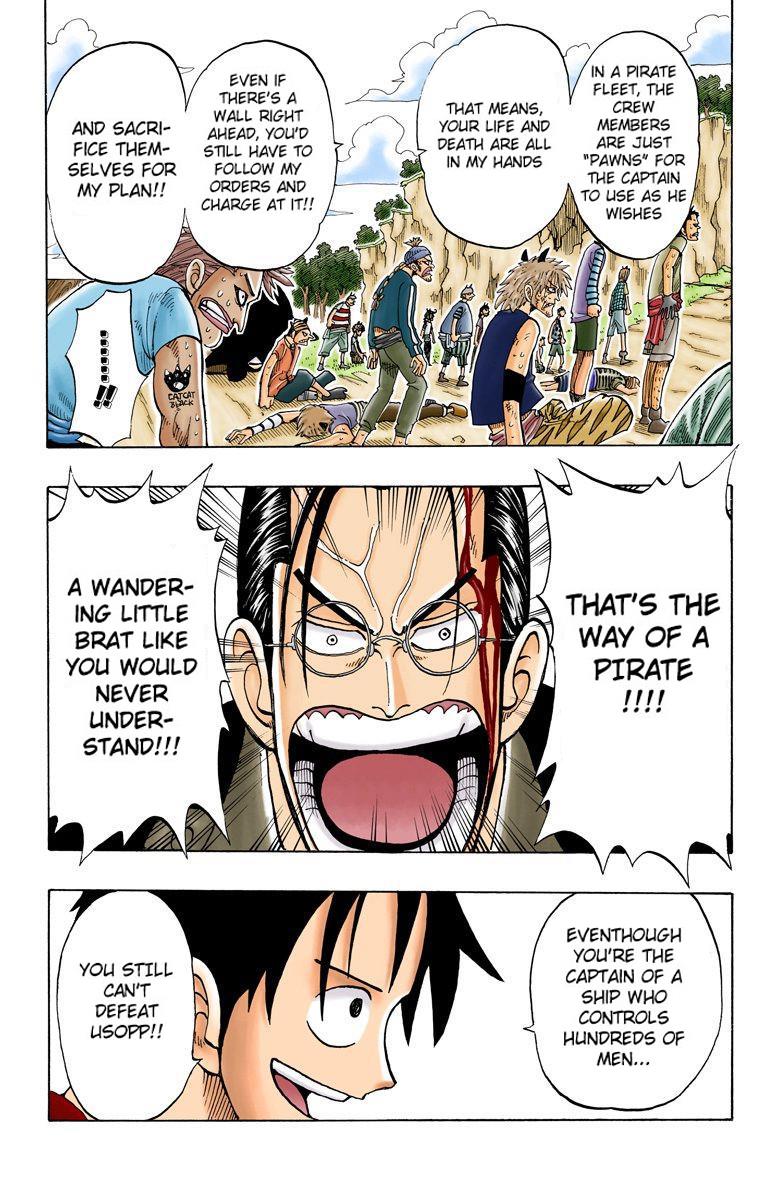 IN A PIRATE
FLEET, THE
CREW
MEMBERS
ARE JUST
"PAWNS" FOR
THE CAPTAIN
TO USE AS HE
WISHES
THAT MEANS,
YOUR LIFE AND
DEATH ARE ALL
IN MY HANDS
EVEN IF
THERE'S A
WALL RIGHT
AHEAD, YOU'D
STILL HAVE TO
FOLLOW MY
ORDERS AND
CHARGE AT IT!!
AND SACRI-
FICE THEM-
SELVES FOR
MY PLAN!!
......!!
CATCAT
BLACK
THAT'S THE
WAY OF A
PIRATE
!!!!
A WANDER-
ING LITTLE
BRAT LIKE
YOU WOULD
NEVER
UNDER-
STAND!!!
EVENTHOUGH
YOU'RE THE
CAPTAIN OF A
SHIP WHO
CONTROLS
HUNDREDS OF
MEN...
YOU STILL
CAN'T
DEFEAT
USOPP!!